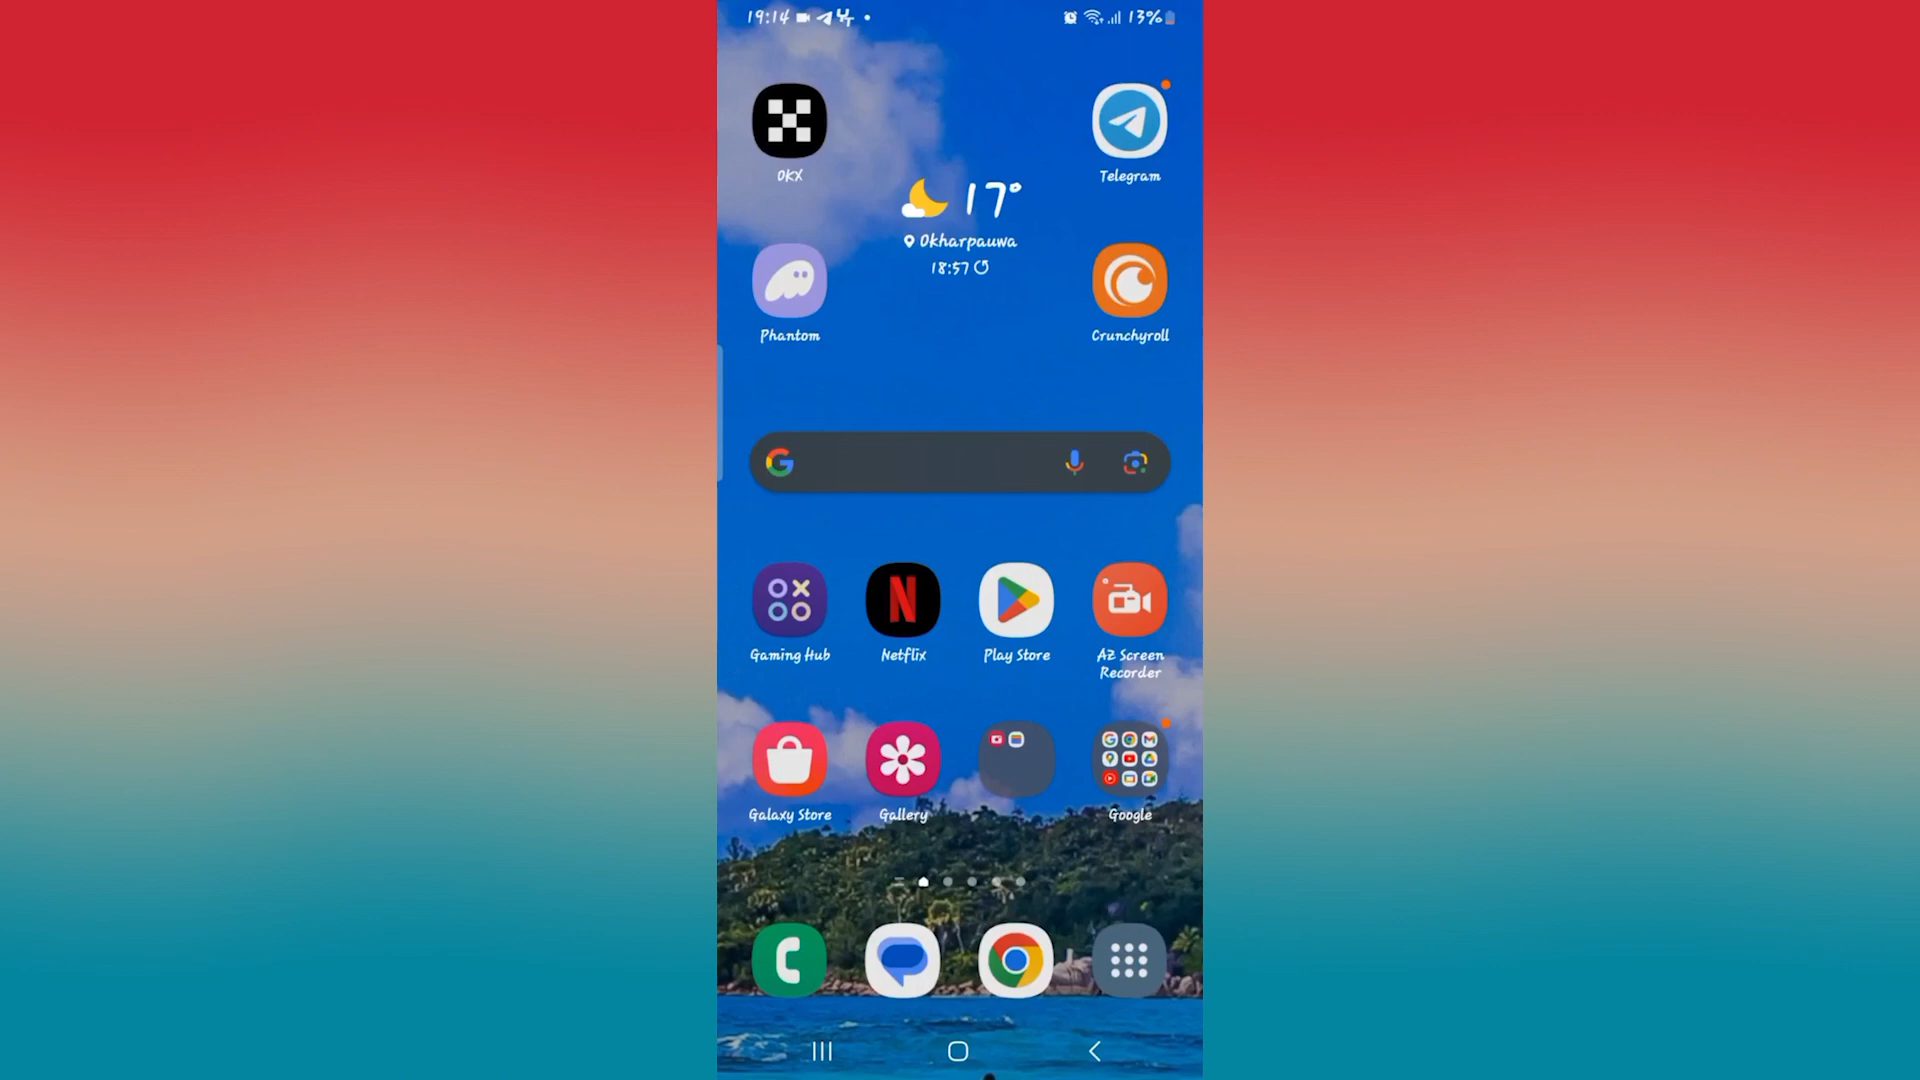 19:14
13%
OKX
Telegram
17°
Okharpauwa
18:57
Phantom
Crunchyroll
Gaming Hub
Netflix
Play Store
AZ Screen
Recorder
Galaxy Store
Gallery
Google